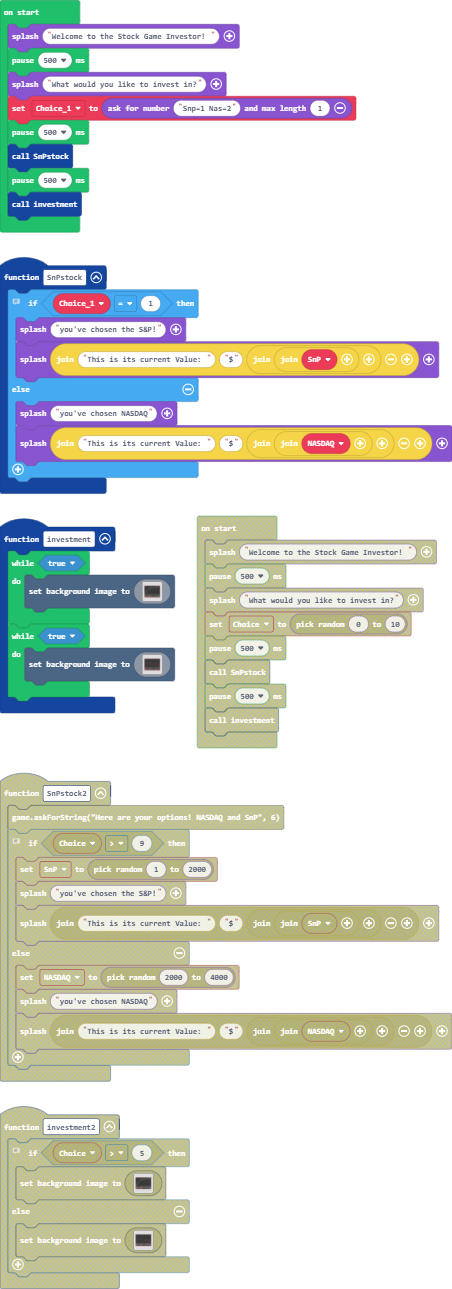 on start
splash "Welcome to the Stock Game Investor! "
pause 500 ms
splash "What would you like to invest in?"
set Choice_1 to ask for number "Snp=1 Nas=2" and max length 1
pause 500 ms
call SnPstock
pause 500 ms
call investment
function SnPstock
if Choice_1 = 1 then
splash "you've chosen the S&P!"
splash join "This is its current Value: " "$" join join SnP
else
splash "you've chosen NASDAQ"
splash join "This is its current Value: " "$" join join NASDAQ
function investment
while true
do
set background image to
while true
do
set background image to
on start
splash "Welcome to the Stock Game Investor! "
pause 500 ms
splash "What would you like to invest in?"
set Choice to pick random 0 to 10
pause 500 ms
call SnPstock
pause 500 ms
call investment
function SnPstock2
game.askForString("Here are your options! NASDAQ and SnP", 6)
if Choice > 9 then
set SnP to pick random 1 to 2000
splash "you've chosen the S&P!"
splash join "This is its current Value: " "$" join join SnP
else
set NASDAQ to pick random 2000 to 4000
splash "you've chosen NASDAQ"
splash join "This is its current Value: " "$" join join NASDAQ
function investment2
if Choice > 5 then
set background image to
else
set background image to